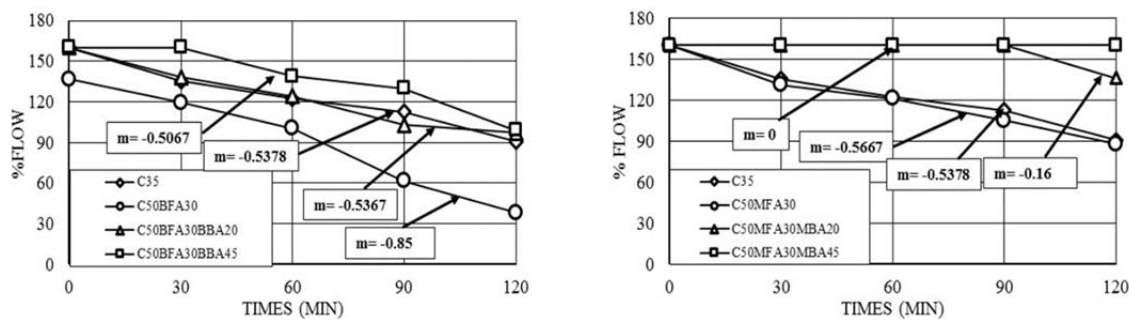 180
150
120
90
60
30
0
%FLOW
m= -0.5067
m= -0.5378
m= -0.5367
m= -0.85
C35
C50BFA30
C50BFA30BBA20
C50BFA30BBA45
0 30 60 90 120
TIMES (MIN)
180
150
120
90
60
30
0
% FLOW
m= 0
m= -0.5667
m= -0.5378
m= -0.16
C35
C50MFA30
C50MFA30MBA20
C50MFA30MBA45
0 30 60 90 120
TIMES (MIN)